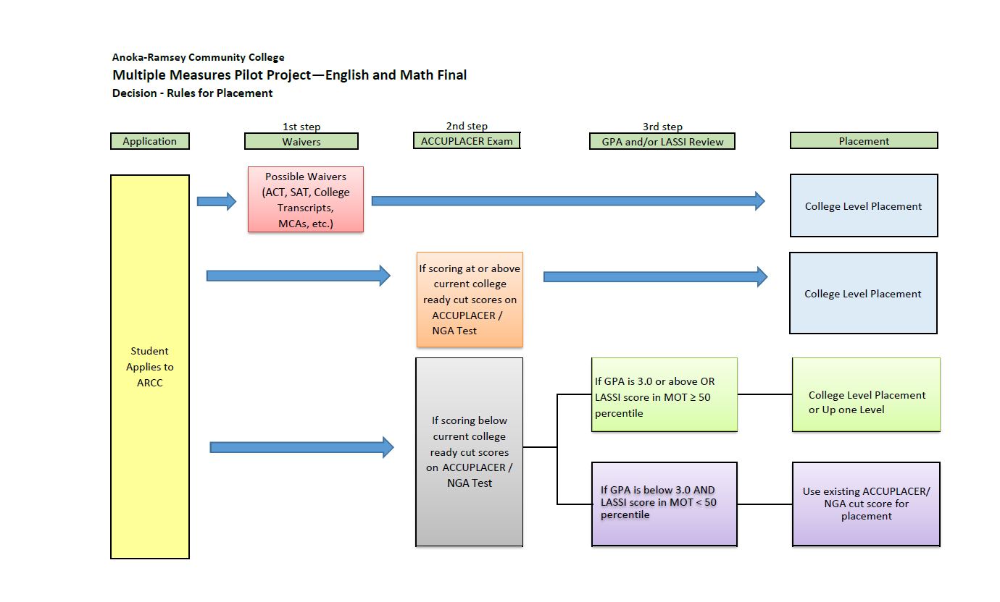 Anoka-Ramsey Community College
Multiple Measures Pilot Project—English and Math Final
Decision - Rules for Placement
1st step
2nd step
3rd step
Application
Waivers
ACCUPLACER Exam
GPA and/or LASSI Review
Placement
Student
Applies to
ARCC
Possible Waivers
(ACT, SAT, College
Transcripts,
MCAs, etc.)
College Level Placement
If scoring at or above
current college
ready cut scores on
ACCUPLACER /
NGA Test
College Level Placement
If scoring below
current college
ready cut scores
on ACCUPLACER /
NGA Test
If GPA is 3.0 or above OR
LASSI score in MOT ≥ 50
percentile
College Level Placement
or Up one Level
If GPA is below 3.0 AND
LASSI score in MOT < 50
percentile
Use existing ACCUPLACER/
NGA cut score for
placement